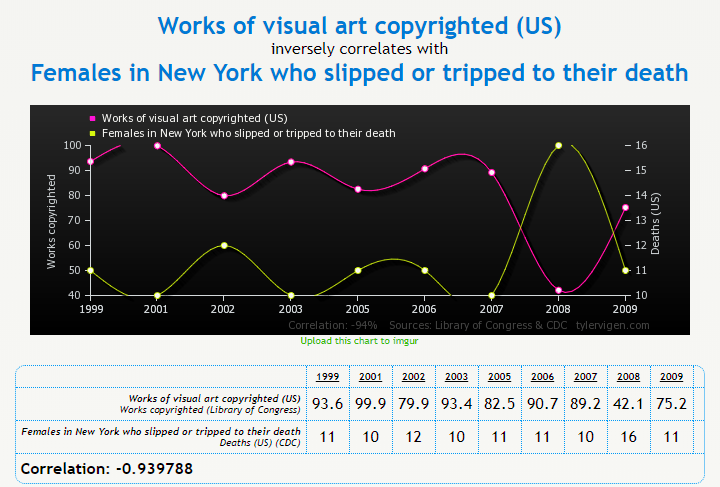 Works of visual art copyrighted (US)
inversely correlates with
Females in New York who slipped or tripped to their death
Works of visual art copyrighted (US)
Females in New York who slipped or tripped to their death
100
90
80
70
60
50
40
Works copyrighted
16
15
14
13
12
11
10
Deaths (US)
1999 2001 2002 2003 2005 2006 2007 2008 2009
Correlation: -94% Sources: Library of Congress & CDC tylervigen.com
Upload this chart to imgur
1999 2001 2002 2003 2005 2006 2007 2008 2009
Works of visual art copyrighted (US)
Works copyrighted (Library of Congress)
93.6 99.9 79.9 93.4 82.5 90.7 89.2 42.1 75.2
Females in New York who slipped or tripped to their death
Deaths (US) (CDC)
11 10 12 10 11 11 10 16 11
Correlation: -0.939788